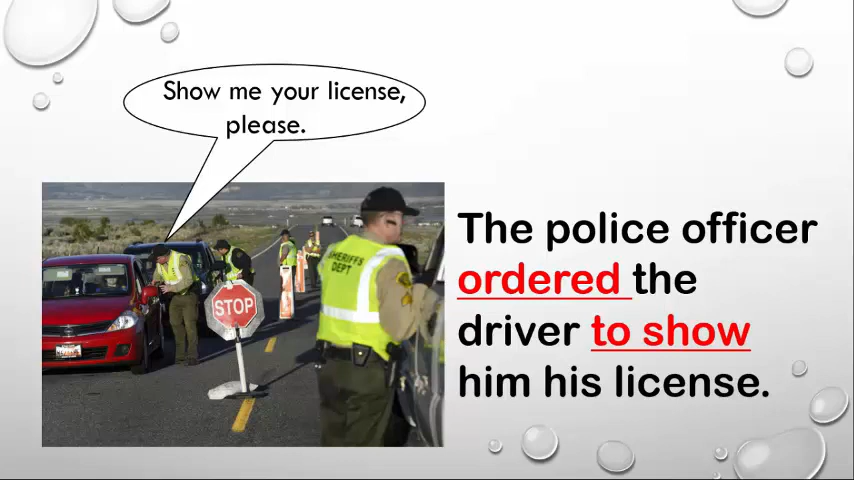 Show me your license,
please.
The police officer
ordered the
driver to show
him his license.
SHERIFFS
DEPT
STOP